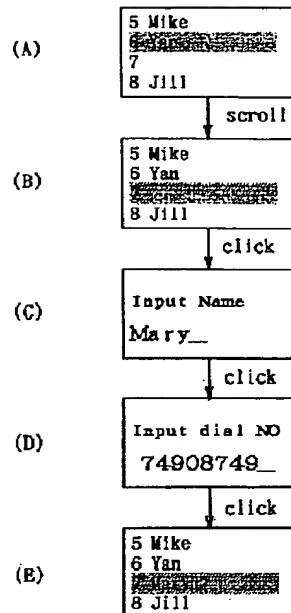 (A)
5 Mike
7
8 Jill
scroll
(B)
5 Mike
6 Yan
8 Jill
click
(C)
Input Name
Mary_
click
(D)
Input dial NO
74908749_
click
(E)
5 Mike
6 Yan
8 Jill